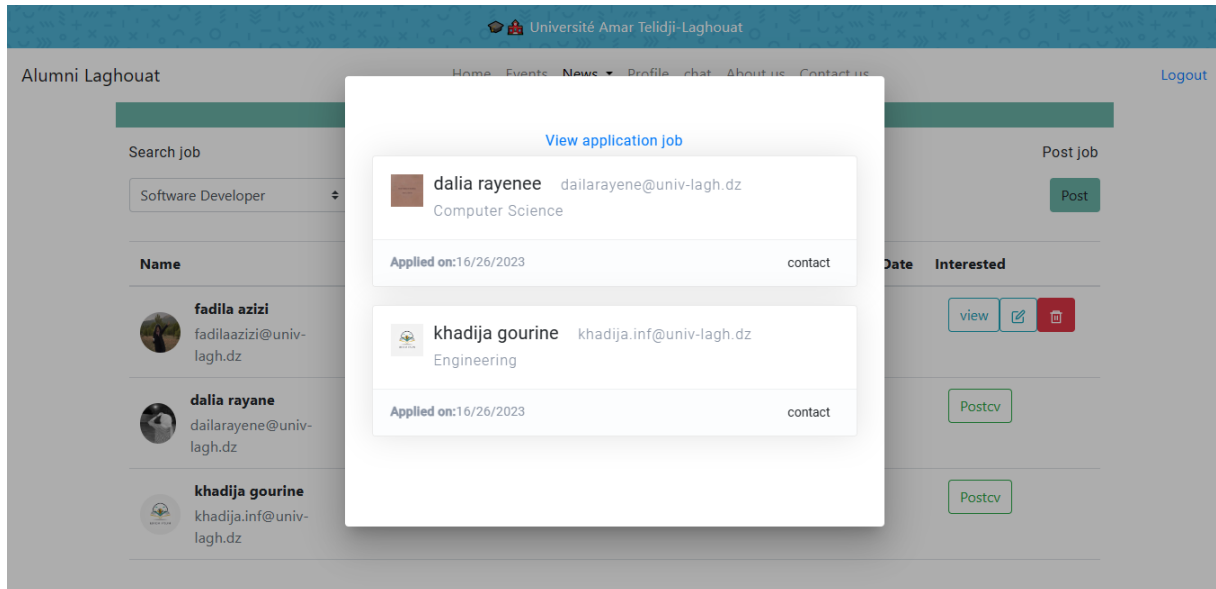 Université Amar Telidji-Laghouat
Alumni Laghouat
Home Events News Profile chat About us Contact us
Logout
View application job
Search job
Post job
Software Developer
Post
dalia rayenee dailarayene@univ-lagh.dz
Computer Science
Applied on:16/26/2023 contact
khadija gourine khadija.inf@univ-lagh.dz
Engineering
Applied on:16/26/2023 contact
Name
Date Interested
fadila azizi
fadilaazizi@univ-
lagh.dz
view
dalia rayane
dailarayene@univ-
lagh.dz
Postcv
khadija gourine
khadija.inf@univ-
lagh.dz
Postcv